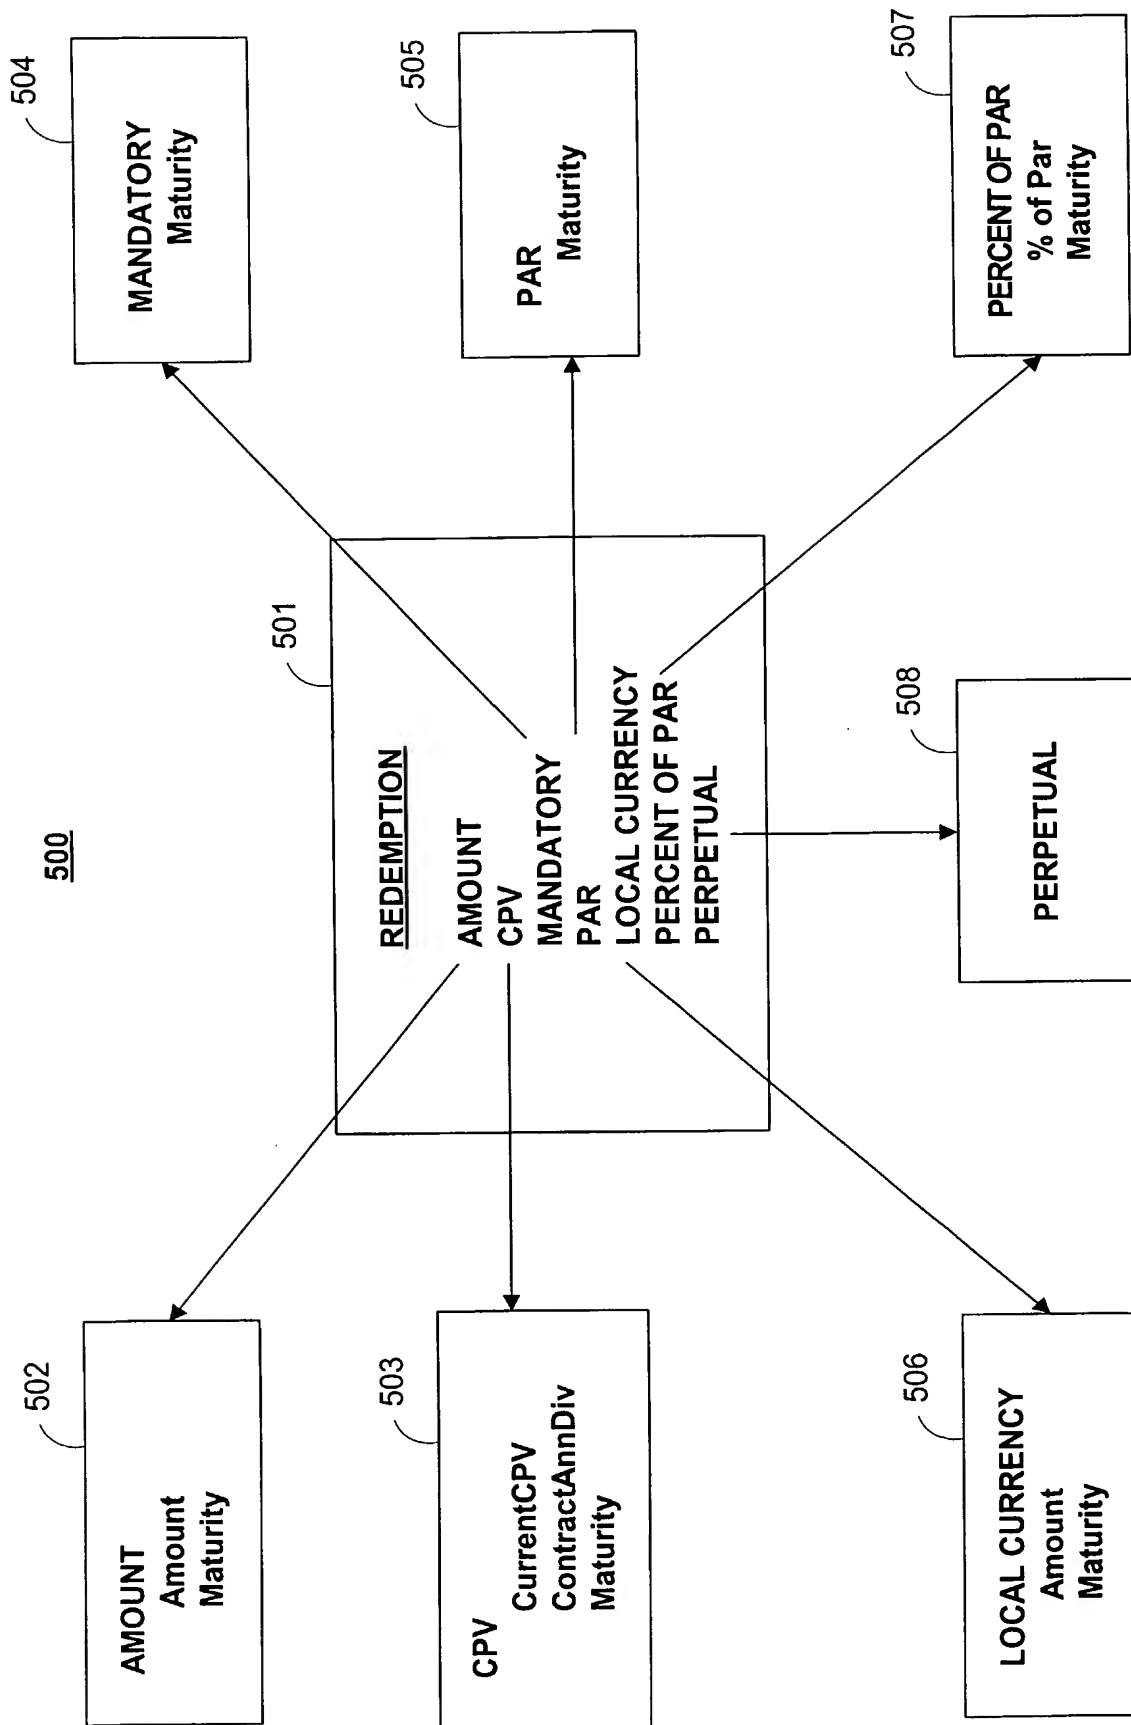 500
501
REDEMPTION
AMOUNT
CPV
MANDATORY
PAR
LOCAL CURRENCY
PERCENT OF PAR
PERPETUAL
502
AMOUNT
Amount
Maturity
503
CPV
CurrentCPV
ContractAnnDiv
Maturity
504
MANDATORY
Maturity
505
PAR
Maturity
506
LOCAL CURRENCY
Amount
Maturity
507
PERCENT OF PAR
% of Par
Maturity
508
PERPETUAL